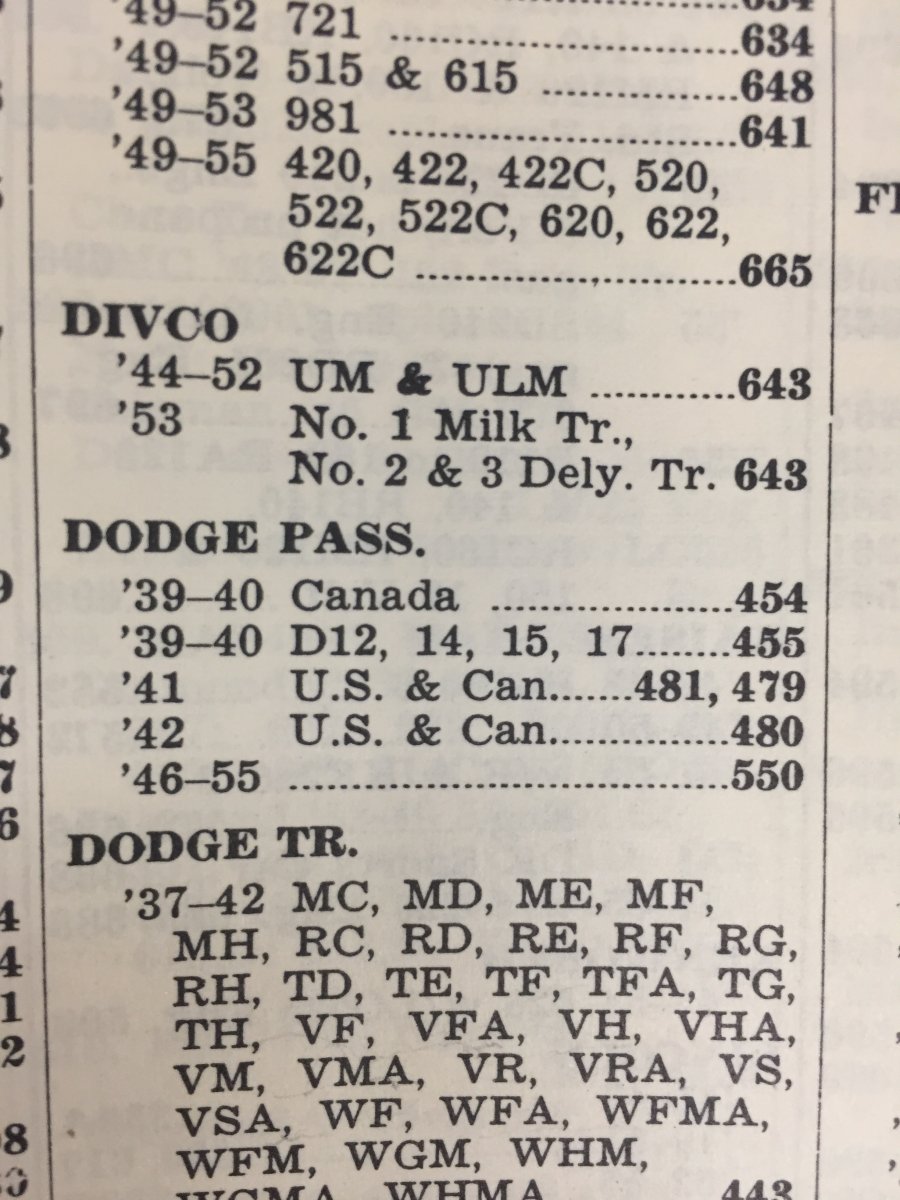 '49–52 721 ..............................634
'49–52 515 & 615 .................648
'49–53 981 ..............................641
'49–55 420, 422, 422C, 520,
522, 522C, 620, 622,
622C ............................665
DIVCO
'44–52 UM & ULM ............643
'53 No. 1 Milk Tr.,
No. 2 & 3 Dely. Tr. 643
DODGE PASS.
'39–40 Canada ....................454
'39–40 D12, 14, 15, 17.......455
'41 U.S. & Can......481, 479
'42 U.S. & Can.............480
'46–55 .....................................550
DODGE TR.
'37–42 MC, MD, ME, MF,
MH, RC, RD, RE, RF, RG,
RH, TD, TE, TF, TFA, TG,
TH, VF, VFA, VH, VHA,
VM, VMA, VR, VRA, VS,
VSA, WF, WFA, WFMA,
WFM, WGM, WHM,
WGMA, WHMA 443